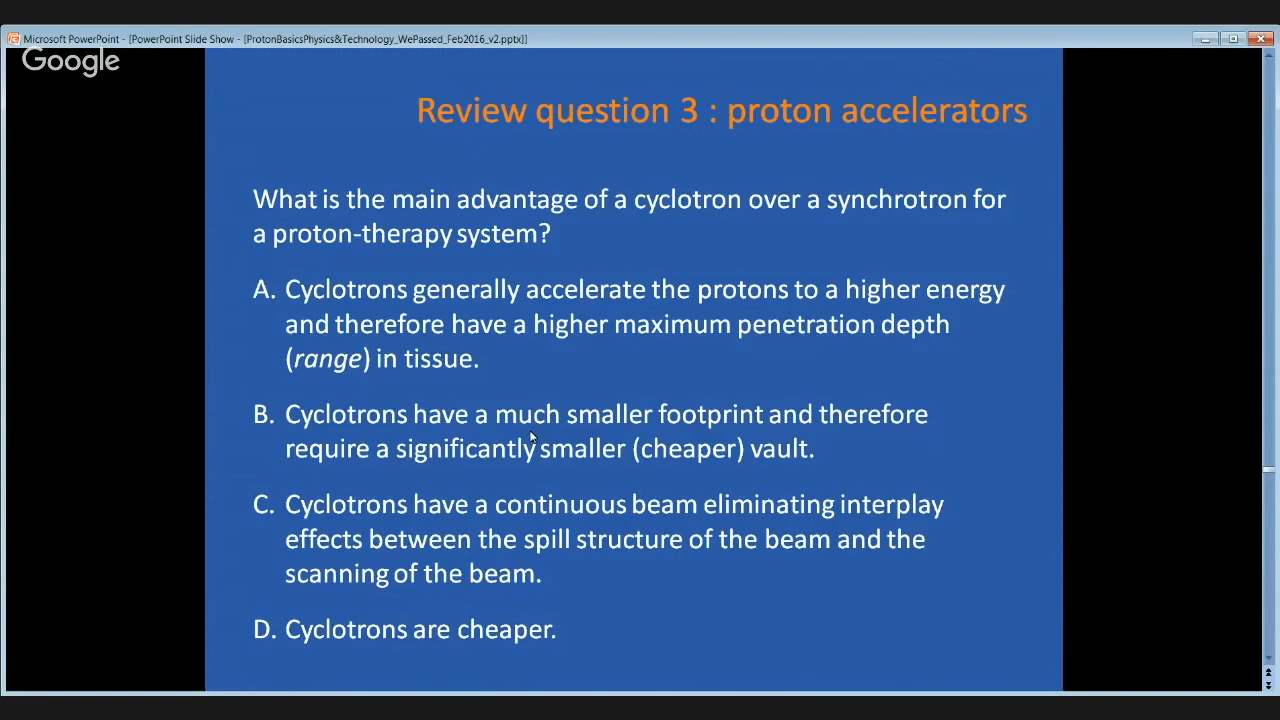 Microsoft PowerPoint - [PowerPoint Slide Show - [ProtonBasicsPhysics&Technology_WePassed_Feb2016_v2.pptx]]
Google
Review question 3 : proton accelerators
What is the main advantage of a cyclotron over a synchrotron for
a proton-therapy system?
A. Cyclotrons generally accelerate the protons to a higher energy
and therefore have a higher maximum penetration depth
(range) in tissue.
B. Cyclotrons have a much smaller footprint and therefore
require a significantly smaller (cheaper) vault.
C. Cyclotrons have a continuous beam eliminating interplay
effects between the spill structure of the beam and the
scanning of the beam.
D. Cyclotrons are cheaper.